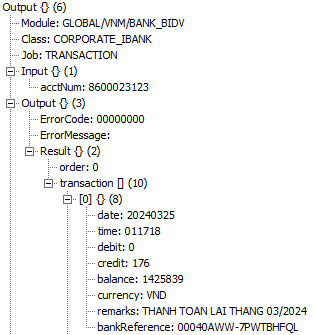 Output {} (6)
Module: GLOBAL/VNM/BANK_BIDV
Class: CORPORATE_IBANK
Job: TRANSACTION
Input {} (1)
acctNum: 8600023123
Output {} (3)
ErrorCode: 00000000
ErrorMessage:
Result {} (2)
order: 0
transaction [] (10)
[0] {} (8)
date: 20240325
time: 011718
debit: 0
credit: 176
balance: 1425839
currency: VND
remarks: THANH TOAN LAI THANG 03/2024
bankReference: 00040AWW-7PWTBHFQL